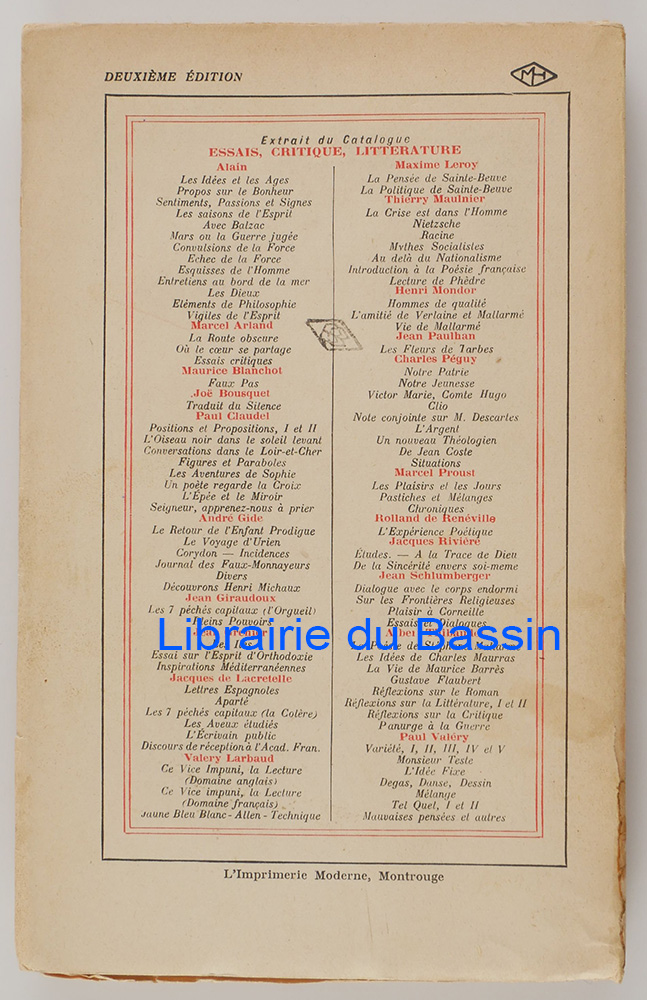 DEUXIÈME ÉDITION
MH
Extrait du Catalogue
ESSAIS, CRITIQUE, LITTERATURE
Alain
Les Idées et les Ages
Propos sur le Bonheur
Sentiments, Passions et Signes
Les saisons de l'Esprit
Avec Balzac
Mars ou la Guerre jugée
Convulsions de la Force
Echec de la Force
Esquisses de l'Homme
Entretiens au bord de la mer
Les Dieux
Eléments de Philosophie
Vigiles de l'Esprit
Marcel Arland
La Route obscure
Où le cœur se partage
Essais critiques
Maurice Blanchot
Faux Pas
Joë Bousquet
Traduit du Silence
Paul Claudel
Positions et Propositions, I et II
L'Oiseau noir dans le soleil levant
Conversations dans le Loir-et-Cher
Figures et Paraboles
Les Aventures de Sophie
Un poète regarde la Croix
L'Épée et le Miroir
Seigneur, apprenez-nous à prier
André Gide
Le Retour de l'Enfant Prodigue
Le Voyage d'Urien
Corydon — Incidences
Journal des Faux-Monnayeurs
Divers
Découvrons Henri Michaux
Jean Giraudoux
Les 7 péchés capitaux (l'Orgueil)
Pleins Pouvoirs
Essai sur l'Esprit d'Orthodoxie
Inspirations Méditerranéennes
Jacques de Lacretelle
Lettres Espagnoles
Aparté
Les 7 péchés capitaux (la Colère)
Les Aveux étudiés
L'Écrivain public
Discours de réception à l'Acad. Fran.
Valery Larbaud
Ce Vice Impuni, la Lecture
(Domaine anglais)
Ce Vice impuni, la Lecture
(Domaine français)
Jaune Bleu Blanc - Allen - Technique
Maxime Leroy
La Pensée de Sainte-Beuve
La Politique de Sainte-Beuve
Thierry Maulnier
La Crise est dans l'Homme
Nietzsche
Racine
Mythes Socialistes
Au delà du Nationalisme
Introduction à la Poésie française
Lecture de Phèdre
Henri Mondor
Hommes de qualité
L'amitié de Verlaine et Mallarmé
Vie de Mallarmé
Jean Paulhan
Les Fleurs de Tarbes
Charles Péguy
Notre Patrie
Notre Jeunesse
Victor Marie, Comte Hugo
Clio
Note conjointe sur M. Descartes
L'Argent
Un nouveau Théologien
De Jean Coste
Situations
Marcel Proust
Les Plaisirs et les Jours
Pastiches et Mélanges
Chroniques
Rolland de Renéville
L'Expérience Poétique
Jacques Rivière
Études. — A la Trace de Dieu
De la Sincérité envers soi-meme
Jean Schlumberger
Dialogue avec le corps endormi
Sur les Frontières Religieuses
Plaisir à Corneille
Essais et Dialogues
Les Idées de Charles Maurras
La Vie de Maurice Barrès
Gustave Flaubert
Réflexions sur le Roman
Réflexions sur la Littérature, I et II
Réflexions sur la Critique
Panurge à la Guerre
Paul Valéry
Variété, I, II, III, IV et V
Monsieur Teste
L'Idée Fixe
Degas, Danse, Dessin
Mélange
Tel Quel, I et II
Mauvaises pensées et autres
Librairie du Bassin
L'Imprimerie Moderne, Montrouge